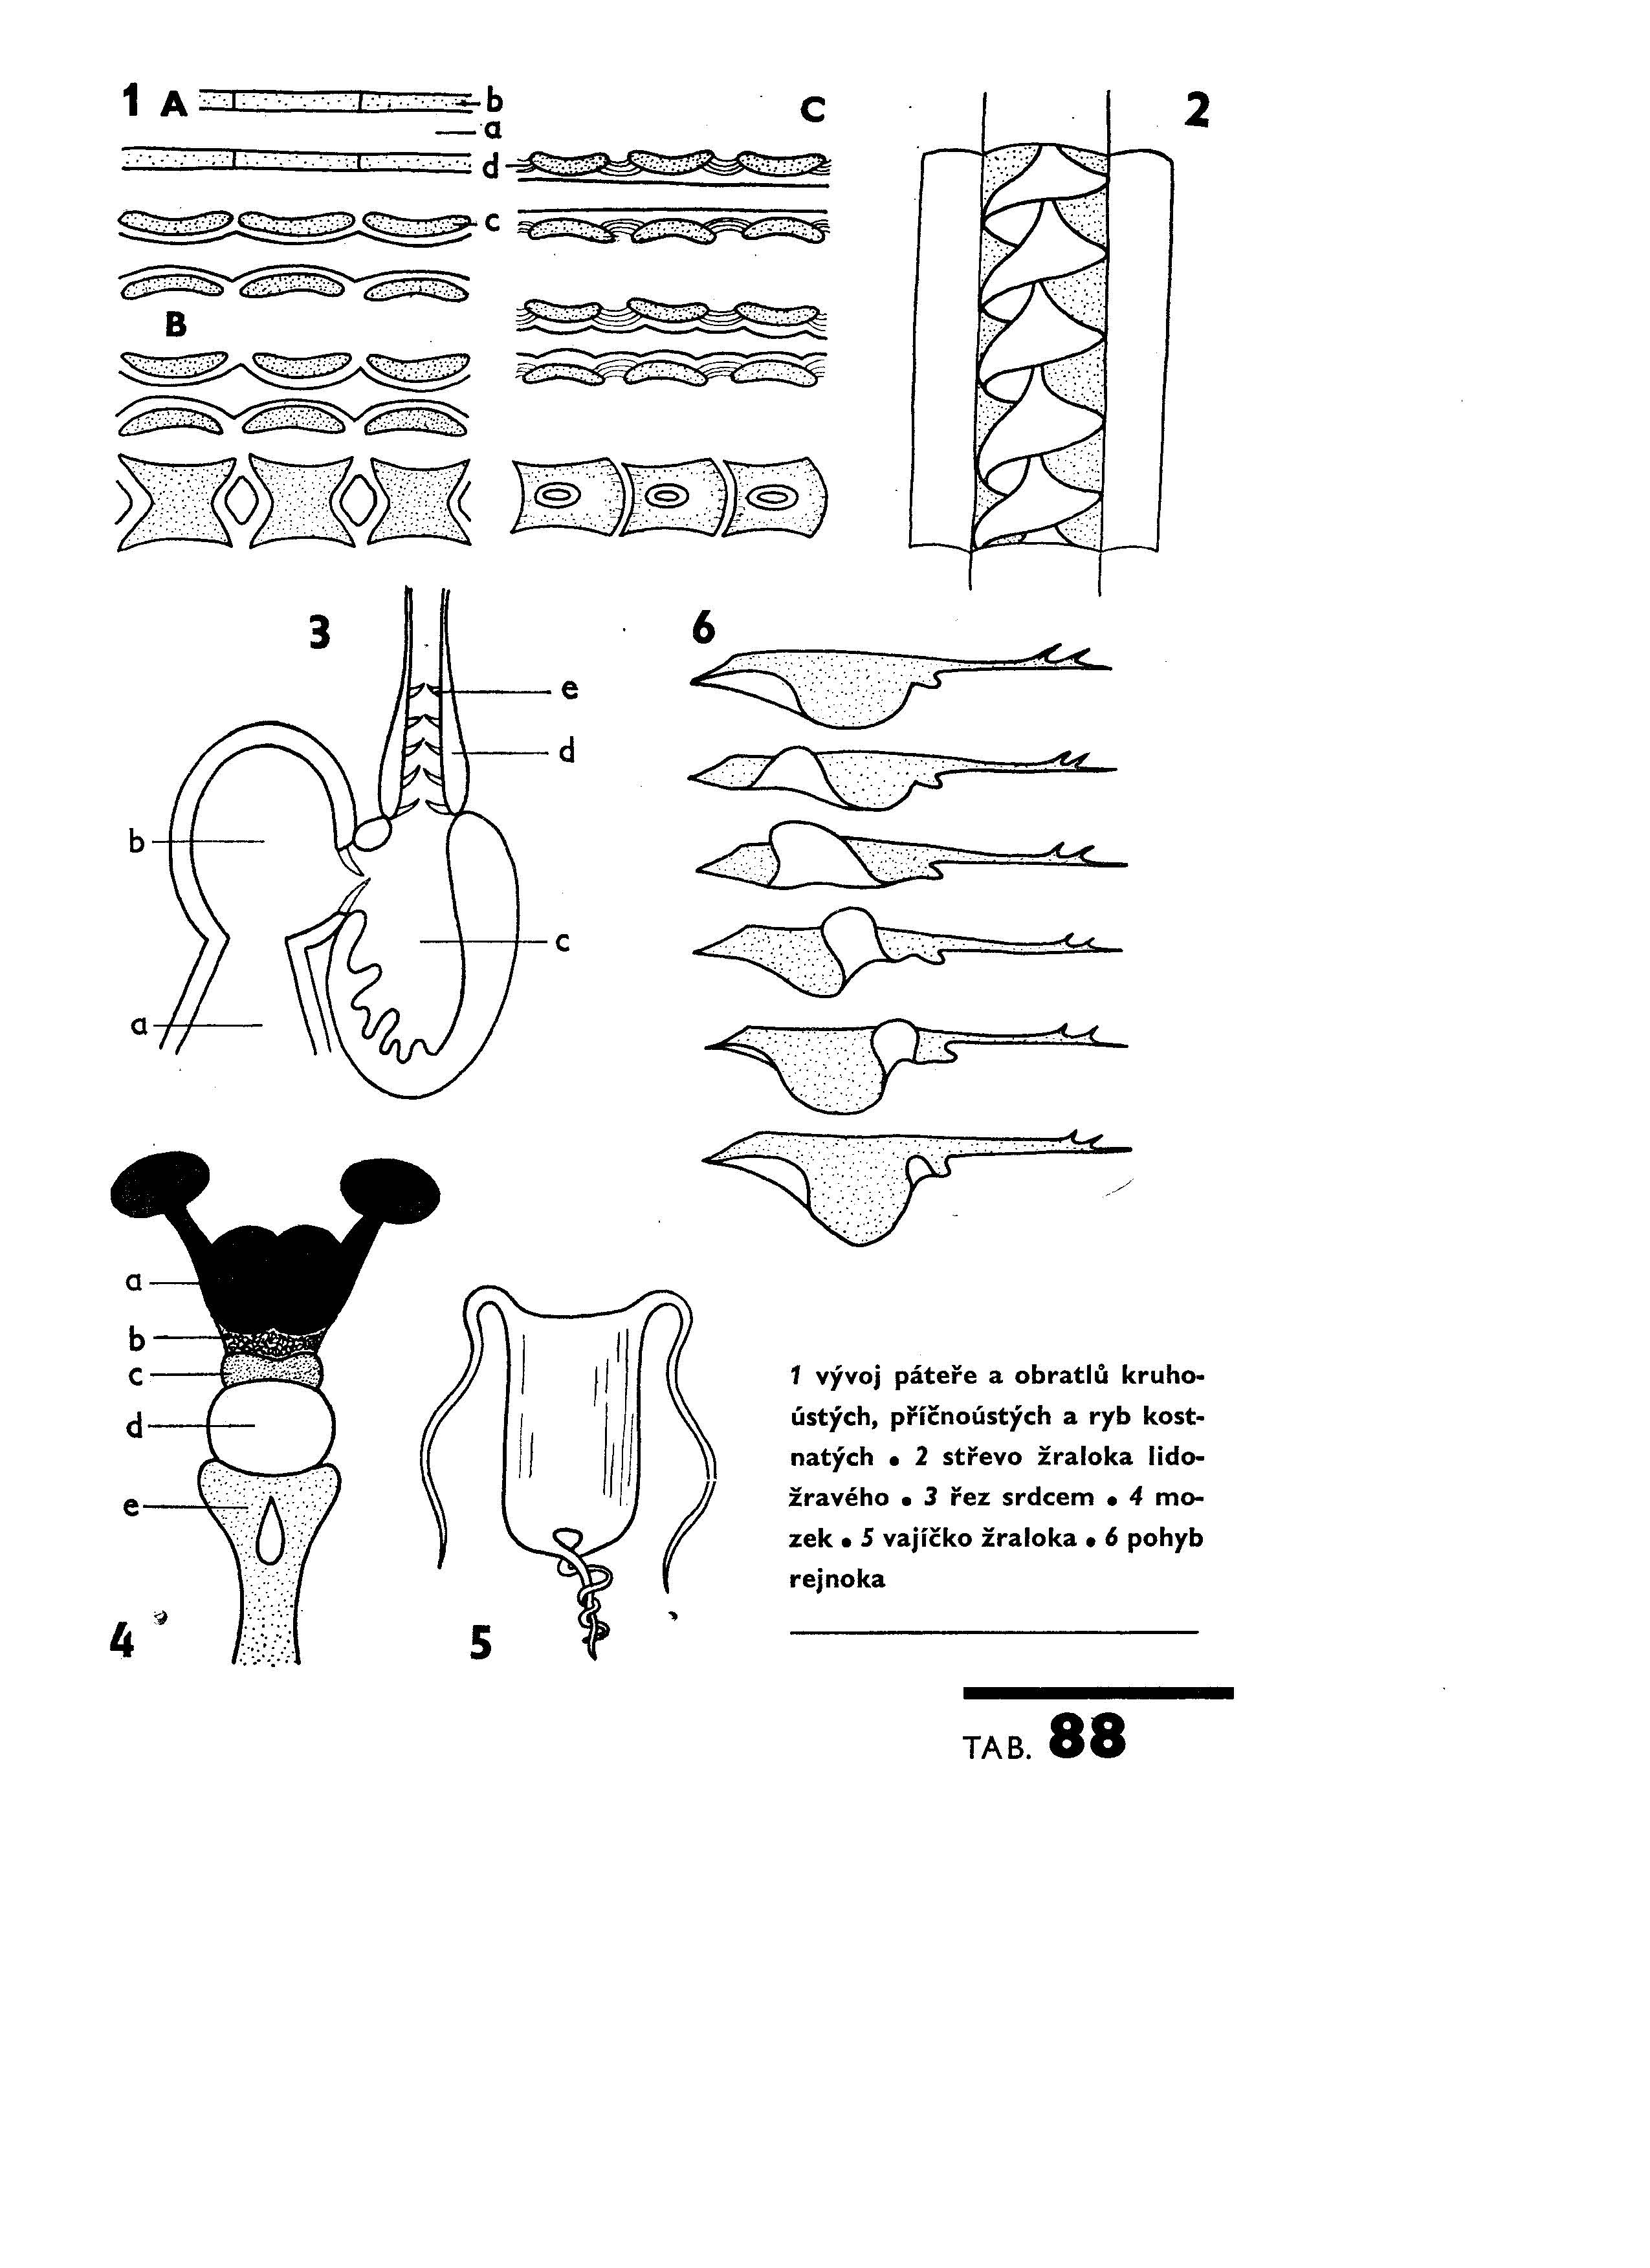 1 A b C 2
a
d
c
B
3 6
e
d
b
c
a
a
b
c
d
e
4 5
1 vývoj páteře a obratlů kruho-
ústých, příčnoústých a ryb kost-
natých • 2 střevo žraloka lido-
žravého • 3 řez srdcem • 4 mo-
zek • 5 vajíčko žraloka • 6 pohyb
rejnoka
TAB. 88